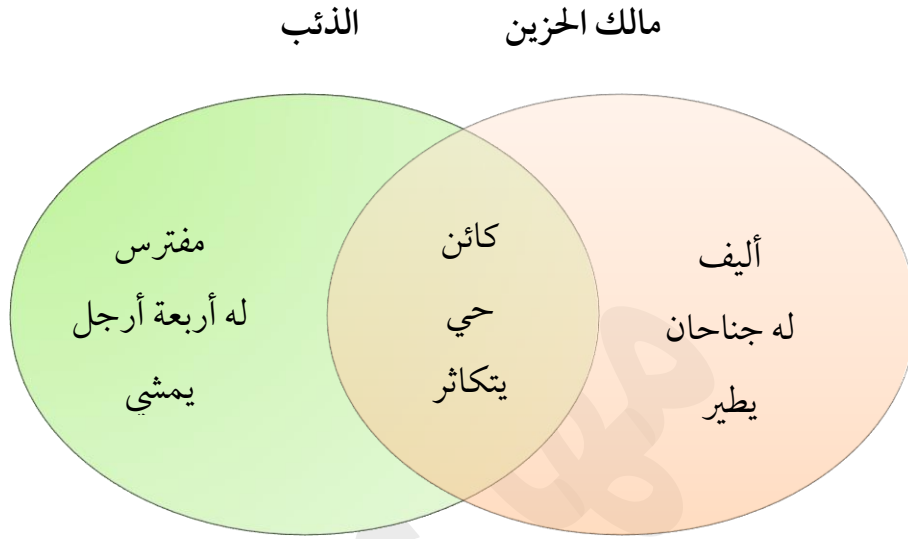 مالك الحزين
الذئب
أليف
له جناحان
يطير
كائن
حي
يتكاثر
مفترس
له أربعة أرجل
يمشي